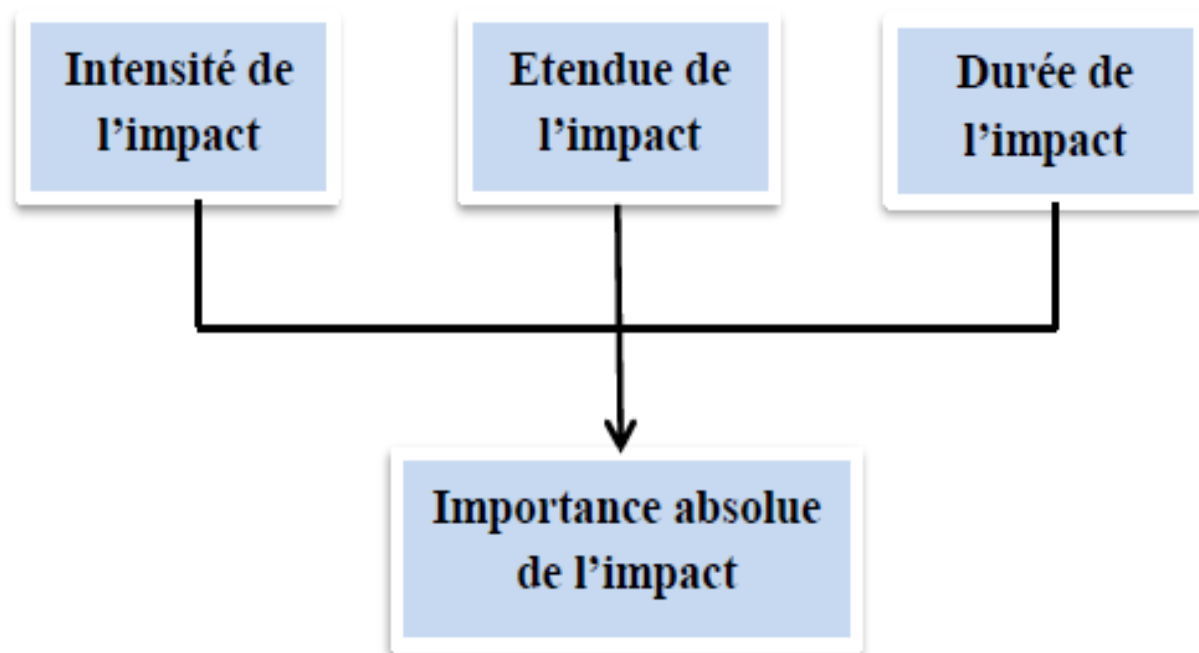 Intensité de
l’impact
Etendue de
l’impact
Durée de
l’impact
Importance absolue
de l’impact